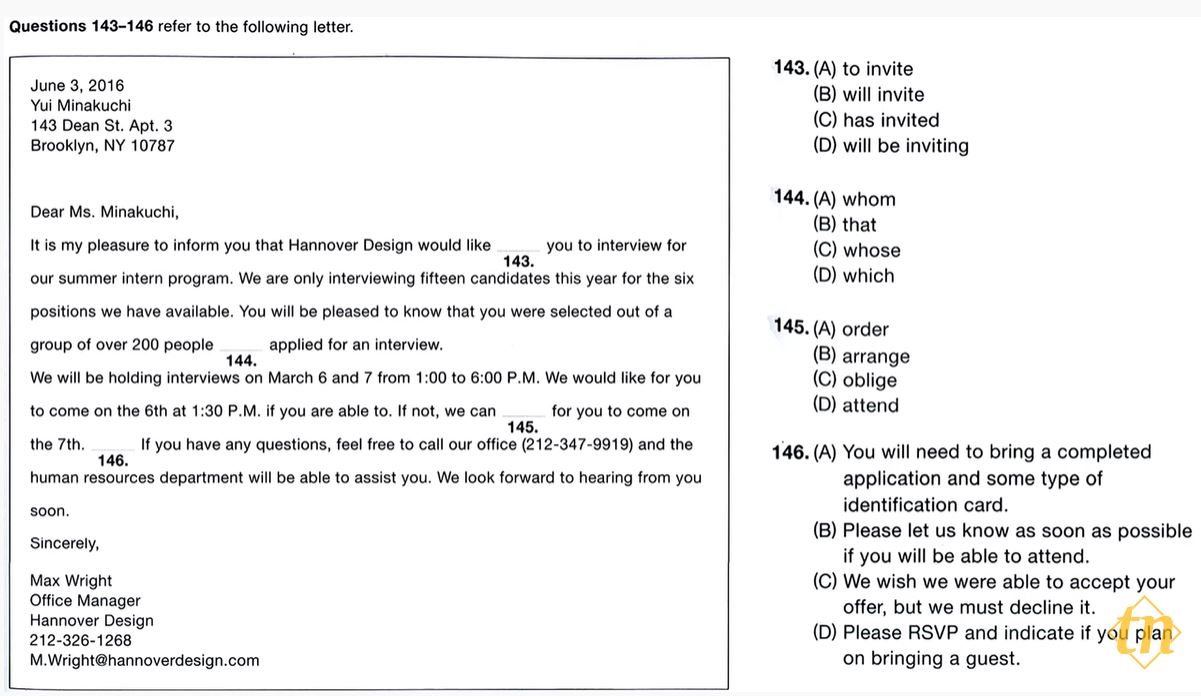 Questions 143–146 refer to the following letter.
June 3, 2016
Yui Minakuchi
143 Dean St. Apt. 3
Brooklyn, NY 10787
Dear Ms. Minakuchi,
It is my pleasure to inform you that Hannover Design would like ____ you to interview for
143.
our summer intern program. We are only interviewing fifteen candidates this year for the six
positions we have available. You will be pleased to know that you were selected out of a
group of over 200 people ____ applied for an interview.
144.
We will be holding interviews on March 6 and 7 from 1:00 to 6:00 P.M. We would like for you
to come on the 6th at 1:30 P.M. if you are able to. If not, we can ____ for you to come on
145.
the 7th. ____ If you have any questions, feel free to call our office (212-347-9919) and the
146.
human resources department will be able to assist you. We look forward to hearing from you
soon.
Sincerely,
Max Wright
Office Manager
Hannover Design
212-326-1268
M.Wright@hannoverdesign.com
143. (A) to invite
(B) will invite
(C) has invited
(D) will be inviting
144. (A) whom
(B) that
(C) whose
(D) which
145. (A) order
(B) arrange
(C) oblige
(D) attend
146. (A) You will need to bring a completed
application and some type of
identification card.
(B) Please let us know as soon as possible
if you will be able to attend.
(C) We wish we were able to accept your
offer, but we must decline it.
(D) Please RSVP and indicate if you plan
on bringing a guest.
tn